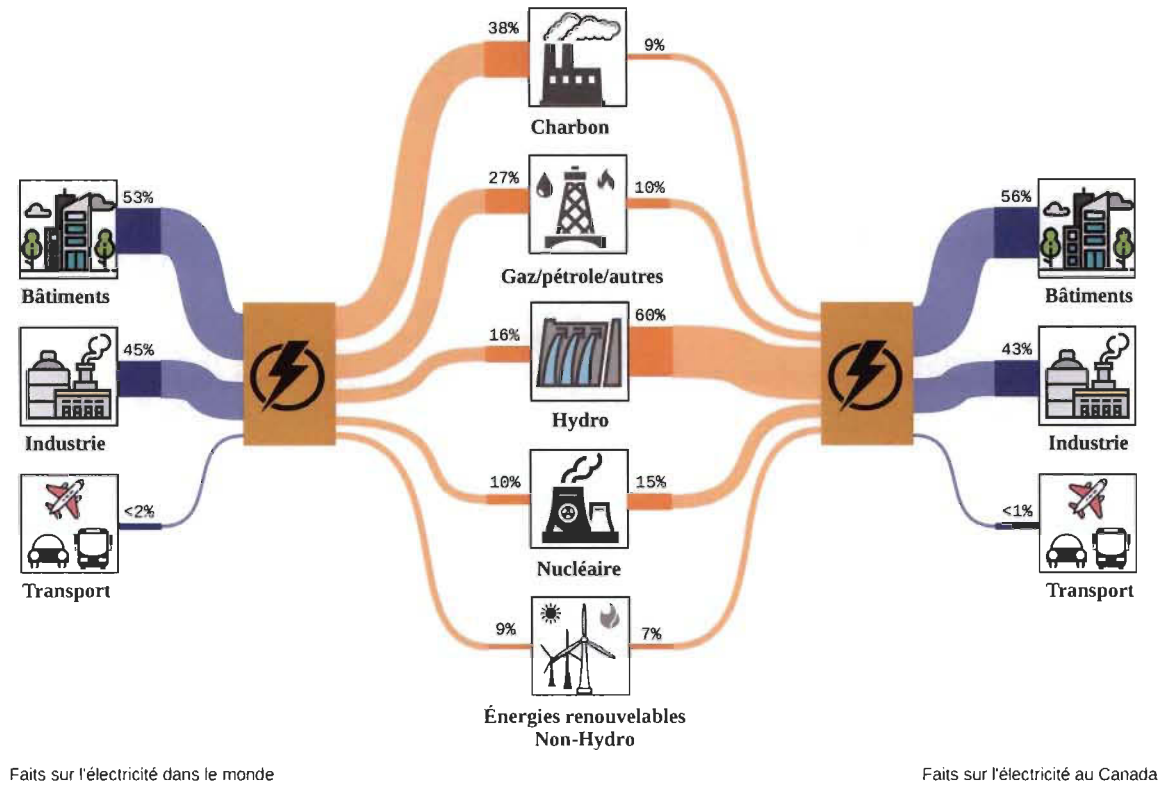 38%
9%
Charbon
27%
10%
Gaz/pétrole/autres
53%
56%
Bâtiments
Bâtiments
16%
60%
Hydro
45%
43%
Industrie
Industrie
10%
15%
Nucléaire
<2%
<1%
Transport
Transport
9%
7%
Énergies renouvelables
Non-Hydro
Faits sur l'électricité dans le monde
Faits sur l'électricité au Canada